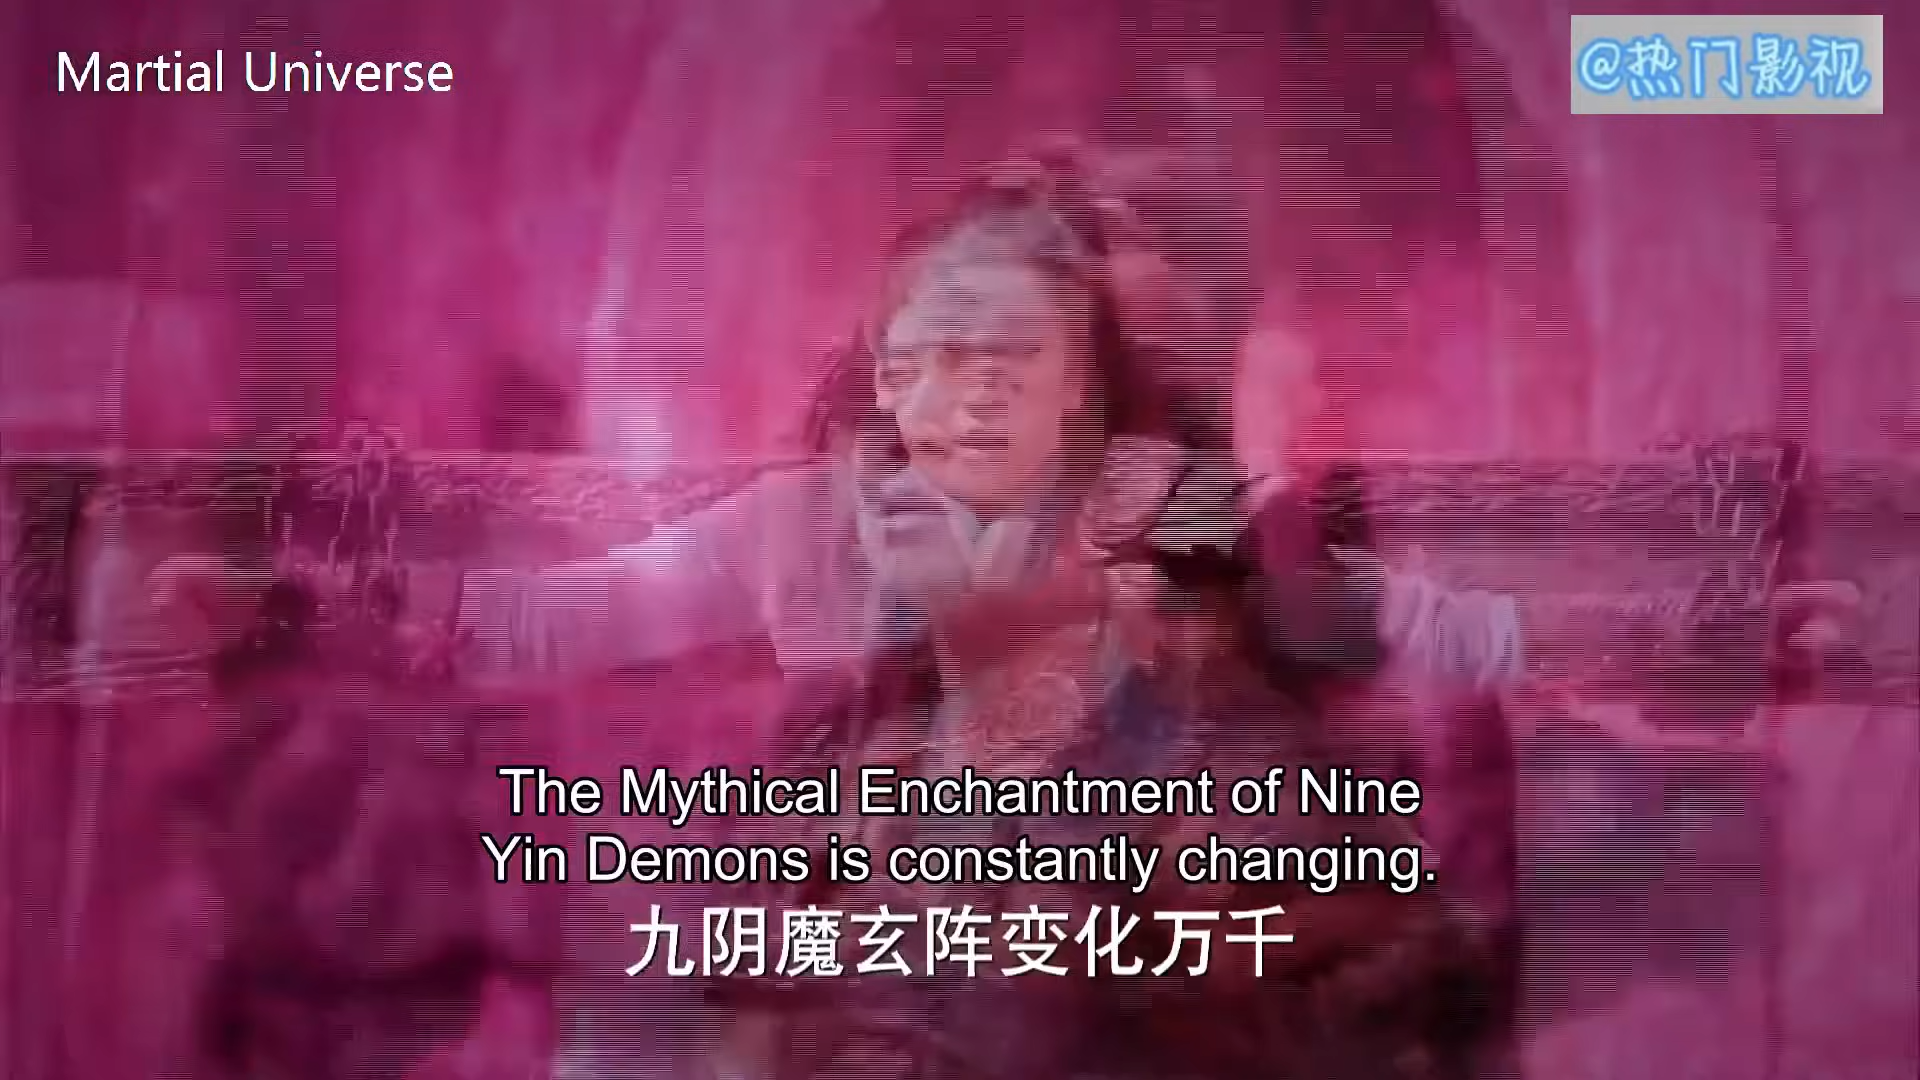 Martial Universe
@热门影视
The Mythical Enchantment of Nine
Yin Demons is constantly changing.
九阴魔玄阵变化万千